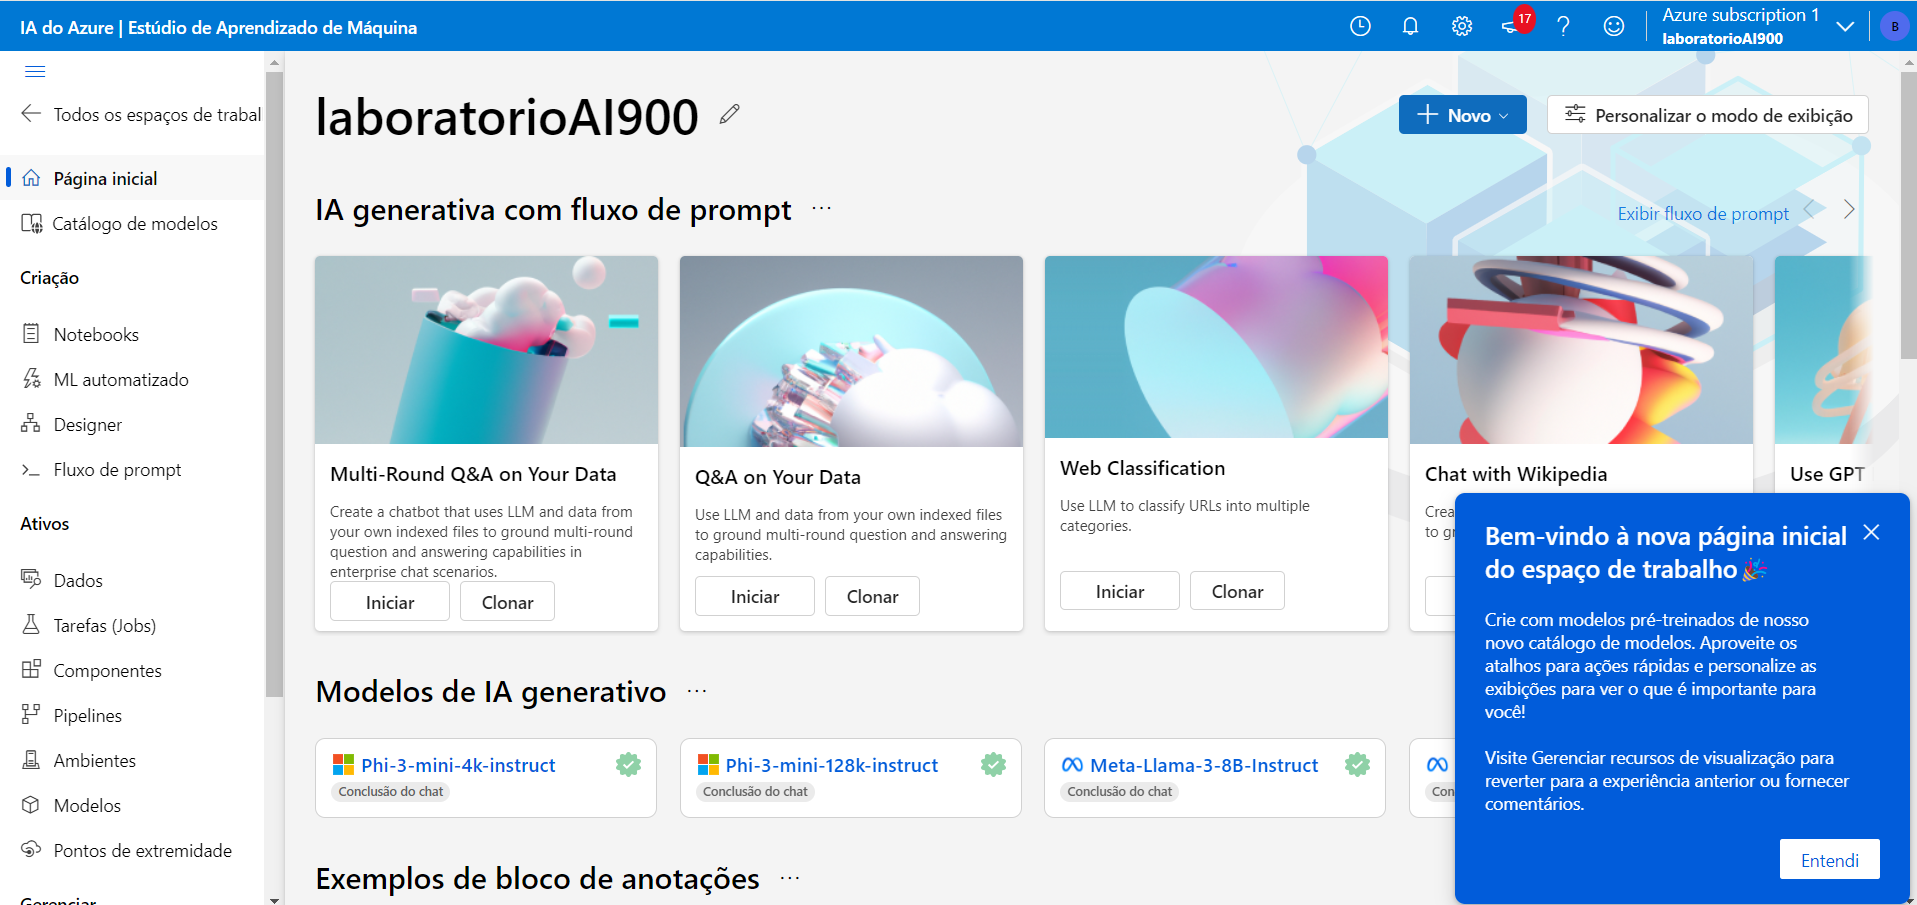 IA do Azure | Estúdio de Aprendizado de Máquina
17
Azure subscription 1
laboratorioAI900
B
Todos os espaços de trabal
Página inicial
Catálogo de modelos
Criação
Notebooks
ML automatizado
Designer
Fluxo de prompt
Ativos
Dados
Tarefas (Jobs)
Componentes
Pipelines
Ambientes
Modelos
Pontos de extremidade
Gerenciar
laboratorioAI900
Novo
Personalizar o modo de exibição
IA generativa com fluxo de prompt ...
Exibir fluxo de prompt
Multi-Round Q&A on Your Data
Create a chatbot that uses LLM and data from
your own indexed files to ground multi-round
question and answering capabilities in
enterprise chat scenarios.
Iniciar
Clonar
Q&A on Your Data
Use LLM and data from your own indexed files
to ground multi-round question and answering
capabilities.
Iniciar
Clonar
Web Classification
Use LLM to classify URLs into multiple
categories.
Iniciar
Clonar
Chat with Wikipedia
Crea
to gr
Use GPT
Modelos de IA generativo ...
Phi-3-mini-4k-instruct
Conclusão do chat
Phi-3-mini-128k-instruct
Conclusão do chat
Meta-Llama-3-8B-Instruct
Conclusão do chat
Con
Exemplos de bloco de anotações ...
Bem-vindo à nova página inicial
do espaço de trabalho
Crie com modelos pré-treinados de nosso
novo catálogo de modelos. Aproveite os
atalhos para ações rápidas e personalize as
exibições para ver o que é importante para
você!
Visite Gerenciar recursos de visualização para
reverter para a experiência anterior ou fornecer
comentários.
Entendi